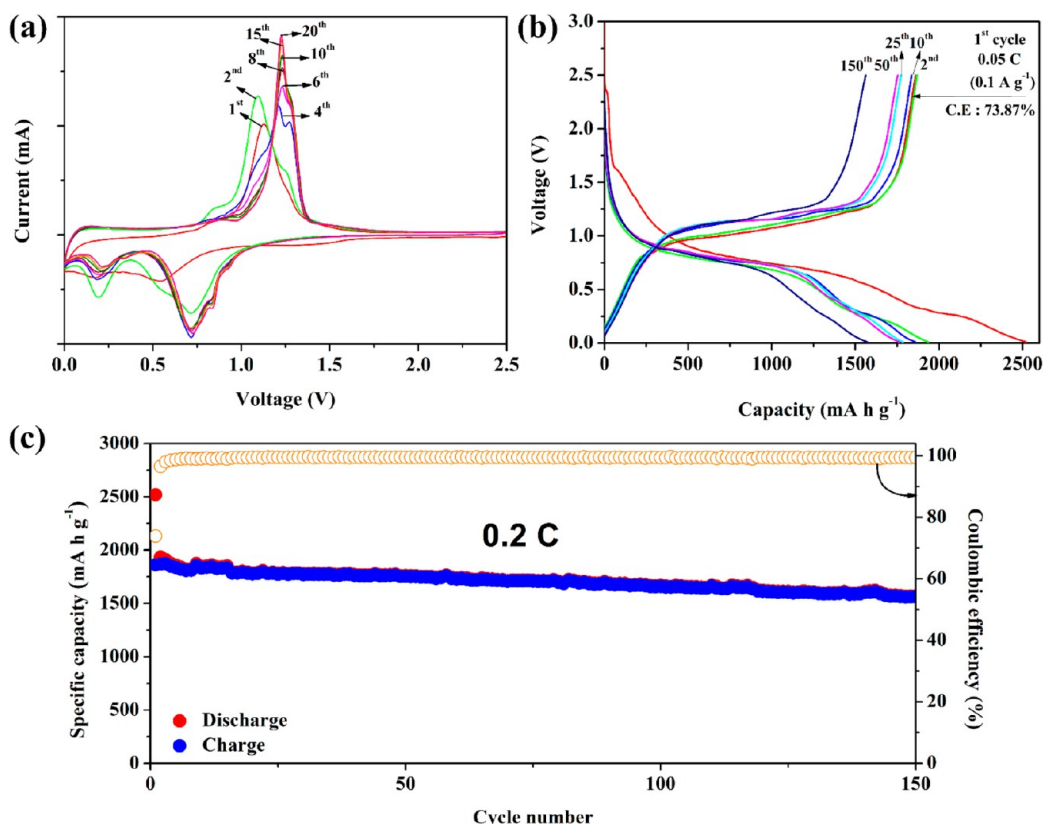 (a)
15th 20th
8th 10th
2nd 6th
1st 4th
Current (mA)
0.0 0.5 1.0 1.5 2.0 2.5
Voltage (V)
(b)
3.0
2.5
2.0
1.5
1.0
0.5
0.0
Voltage (V)
150th 50th 25th 10th 2nd
1st cycle
0.05 C
(0.1 A g-1)
C.E : 73.87%
0 500 1000 1500 2000 2500
Capacity (mA h g-1)
(c)
3000
2500
2000
1500
1000
500
0
Specific capacity (mA h g-1)
0.2 C
Discharge
Charge
100
80
60
40
20
0
Coulombic efficiency (%)
0 50 100 150
Cycle number